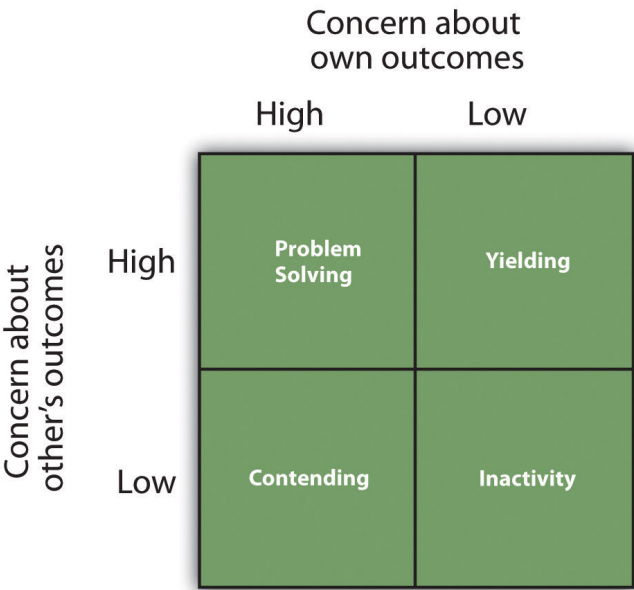 Concern about
own outcomes
High
Low
Concern about
other's outcomes
High
Problem
Solving
Yielding
Low
Contending
Inactivity